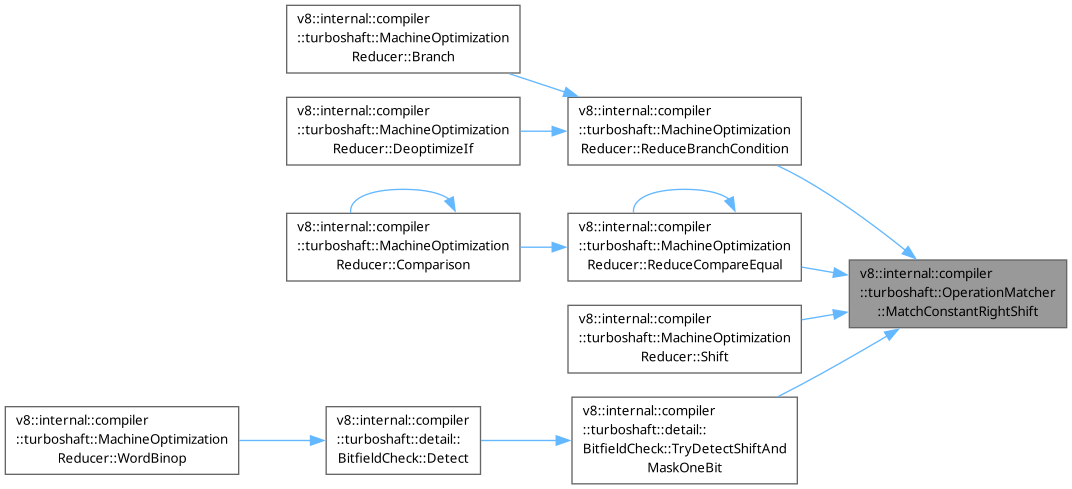 v8::internal::compiler
::turboshaft::MachineOptimization
Reducer::Branch
v8::internal::compiler
::turboshaft::MachineOptimization
Reducer::DeoptimizeIf
v8::internal::compiler
::turboshaft::MachineOptimization
Reducer::ReduceBranchCondition
v8::internal::compiler
::turboshaft::MachineOptimization
Reducer::Comparison
v8::internal::compiler
::turboshaft::MachineOptimization
Reducer::ReduceCompareEqual
v8::internal::compiler
::turboshaft::OperationMatcher
::MatchConstantRightShift
v8::internal::compiler
::turboshaft::MachineOptimization
Reducer::Shift
v8::internal::compiler
::turboshaft::MachineOptimization
Reducer::WordBinop
v8::internal::compiler
::turboshaft::detail::
BitfieldCheck::Detect
v8::internal::compiler
::turboshaft::detail::
BitfieldCheck::TryDetectShiftAnd
MaskOneBit